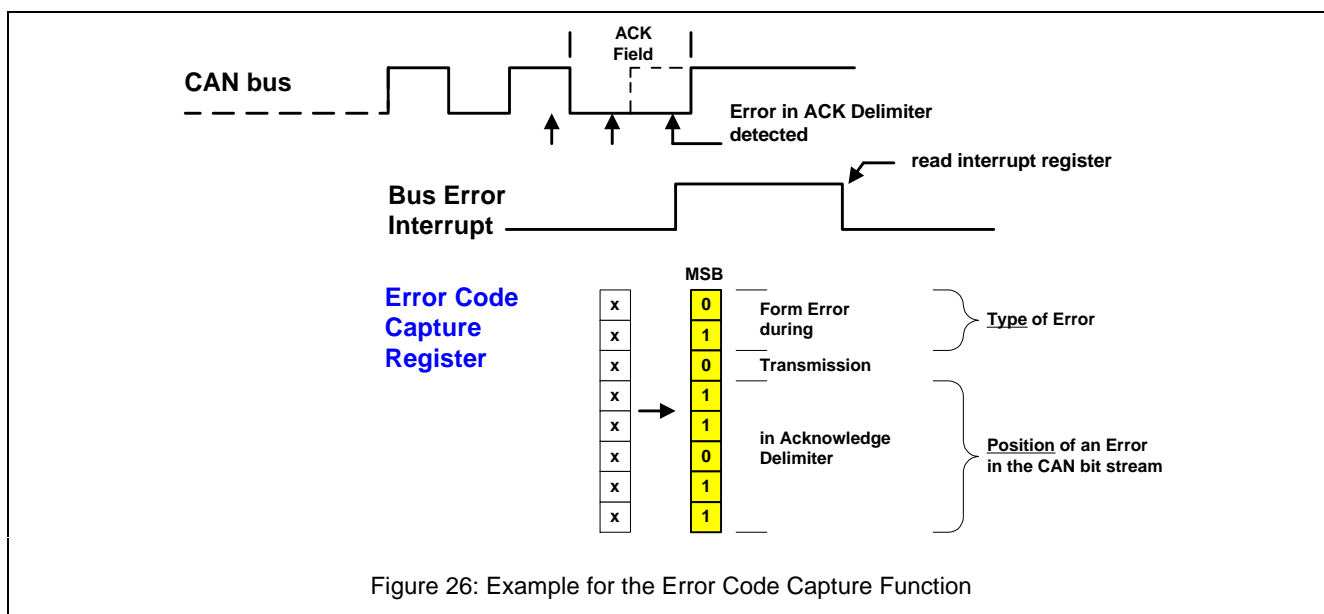 ACK
Field
CAN bus
Error in ACK Delimiter
detected
read interrupt register
Bus Error
Interrupt
MSB
Error Code
Capture
Register
x
x
x
x
x
x
x
x
0
1
0
1
1
0
1
1
Form Error
during
Transmission
in Acknowledge
Delimiter
Type of Error
Position of an Error
in the CAN bit stream
Figure 26: Example for the Error Code Capture Function